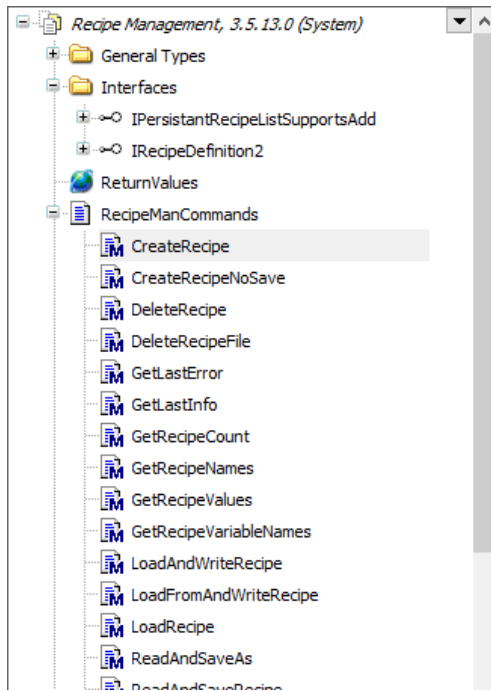 Recipe Management, 3.5.13.0 (System)
General Types
Interfaces
IPersistantRecipeListSupportsAdd
IRecipeDefinition2
ReturnValues
RecipeManCommands
CreateRecipe
CreateRecipeNoSave
DeleteRecipe
DeleteRecipeFile
GetLastError
GetLastInfo
GetRecipeCount
GetRecipeNames
GetRecipeValues
GetRecipeVariableNames
LoadAndWriteRecipe
LoadFromAndWriteRecipe
LoadRecipe
ReadAndSaveAs
ReadAndSaveRecipe